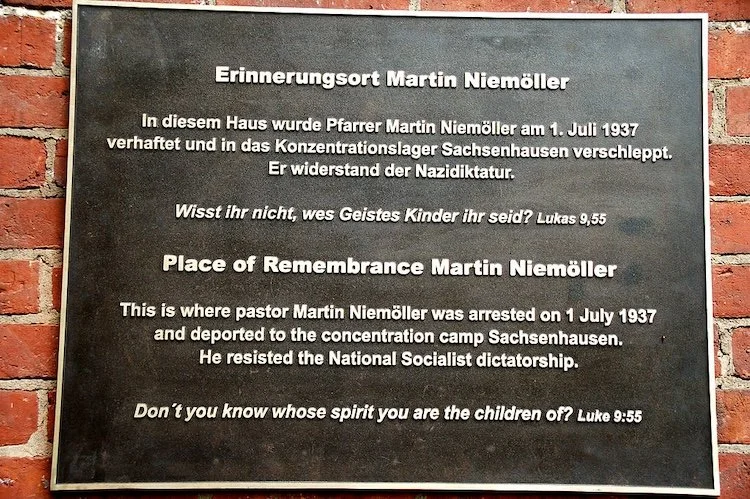 Erinnerungsort Martin Niemöller
In diesem Haus wurde Pfarrer Martin Niemöller am 1. Juli 1937
verhaftet und in das Konzentrationslager Sachsenhausen verschleppt.
Er widerstand der Nazidiktatur.
Wisst ihr nicht, wes Geistes Kinder ihr seid? Lukas 9,55
Place of Remembrance Martin Niemöller
This is where pastor Martin Niemöller was arrested on 1 July 1937
and deported to the concentration camp Sachsenhausen.
He resisted the National Socialist dictatorship.
Don´t you know whose spirit you are the children of? Luke 9:55